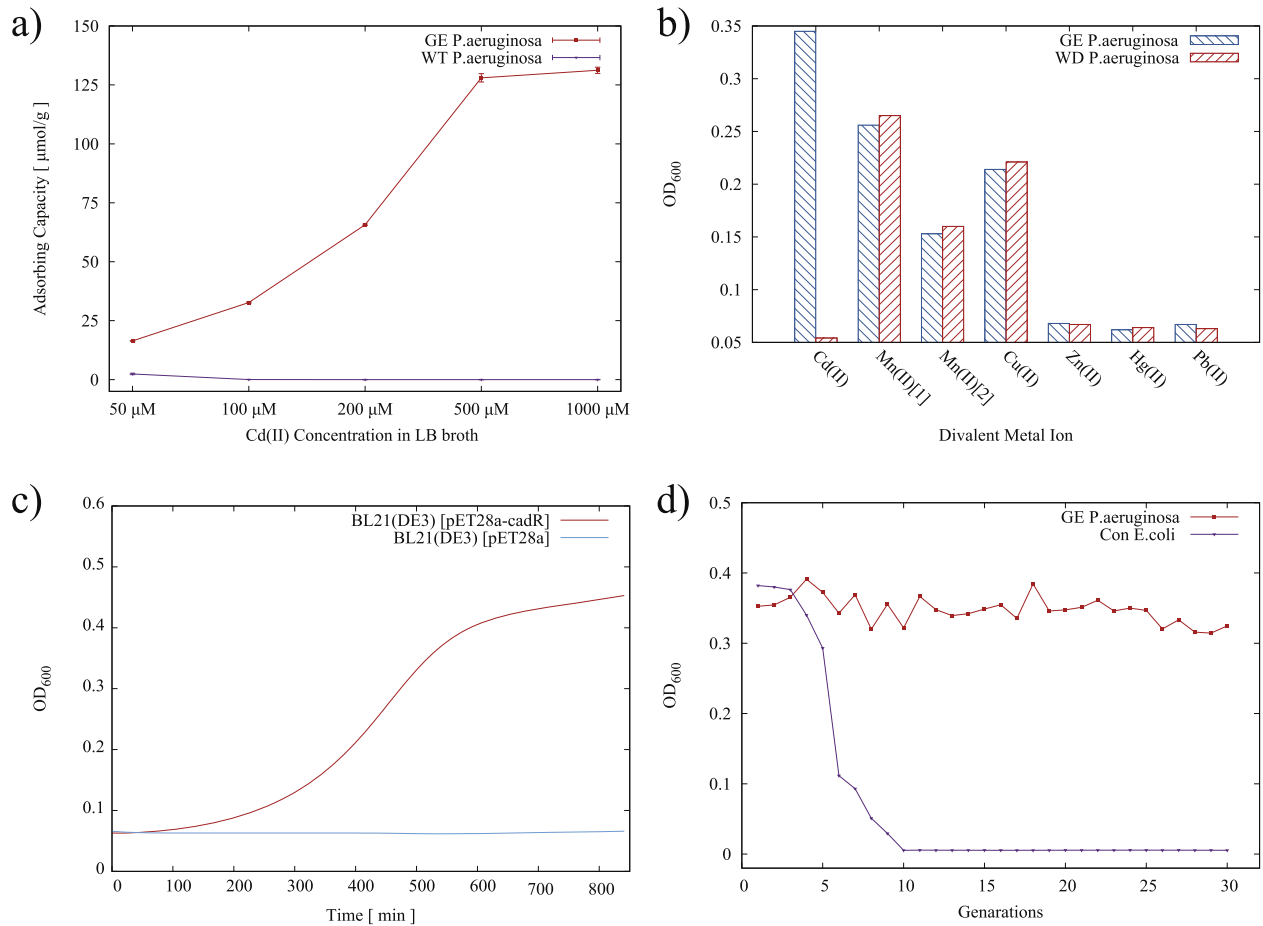 a)
150
125
100
75
50
25
0
Adsorbing Capacity [ μmol/g ]
GE P.aeruginosa
WT P.aeruginosa
50 μM 100 μM 200 μM 500 μM 1000 μM
Cd(II) Concentration in LB broth
b)
0.35
0.3
0.25
0.2
0.15
0.1
0.05
OD600
GE P.aeruginosa
WD P.aeruginosa
Cd(II) Mn(II)[1] Mn(II)[2] Cu(II) Zn(II) Hg(II) Pb(II)
Divalent Metal Ion
c)
0.6
0.5
0.4
0.3
0.2
0.1
0
OD600
BL21(DE3) [pET28a-cadR]
BL21(DE3) [pET28a]
0 100 200 300 400 500 600 700 800
Time [ min ]
d)
0.5
0.4
0.3
0.2
0.1
0
OD600
GE P.aeruginosa
Con E.coli
0 5 10 15 20 25 30
Genarations